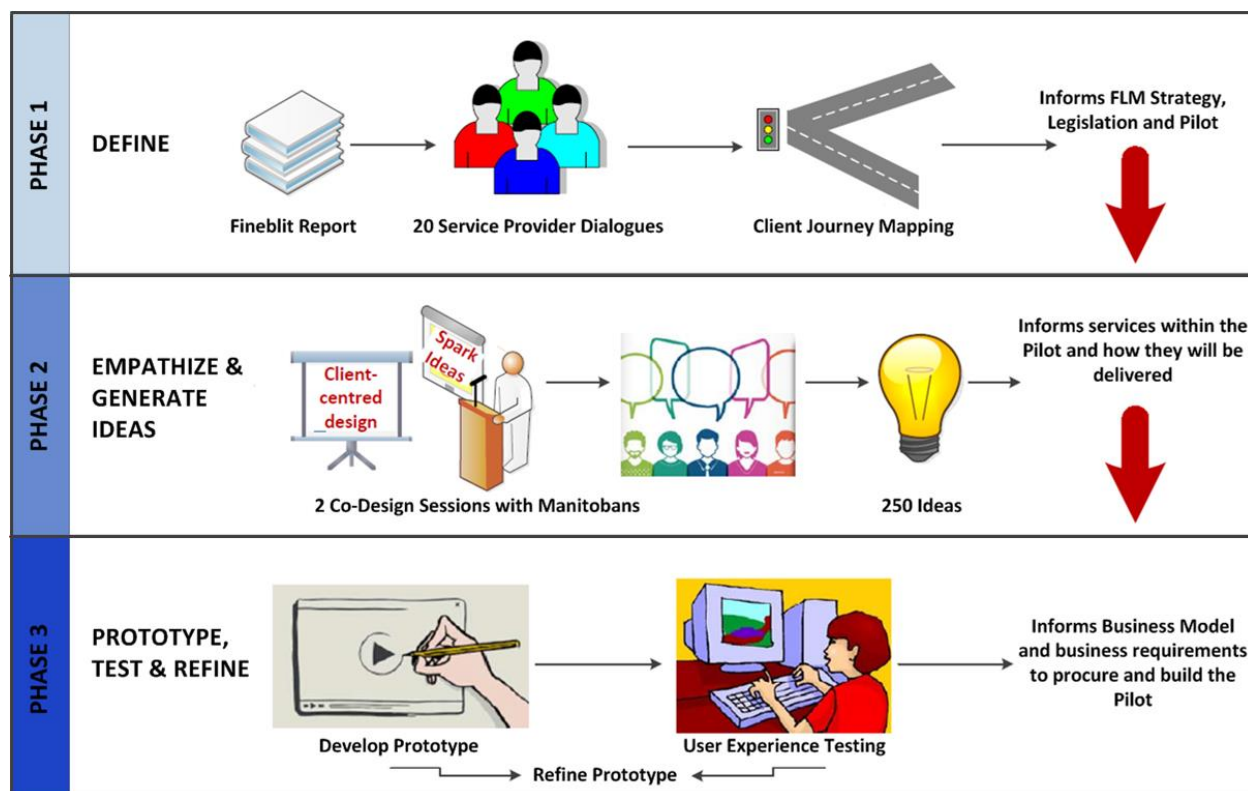 PHASE 1
DEFINE
Fineblit Report
20 Service Provider Dialogues
Client Journey Mapping
Informs FLM Strategy,
Legislation and Pilot
PHASE 2
EMPATHIZE &
GENERATE
IDEAS
Client-
centred
design
Spark
Ideas
2 Co-Design Sessions with Manitobans
250 Ideas
Informs services within the
Pilot and how they will be
delivered
PHASE 3
PROTOTYPE,
TEST & REFINE
Develop Prototype
User Experience Testing
Refine Prototype
Informs Business Model
and business requirements
to procure and build the
Pilot